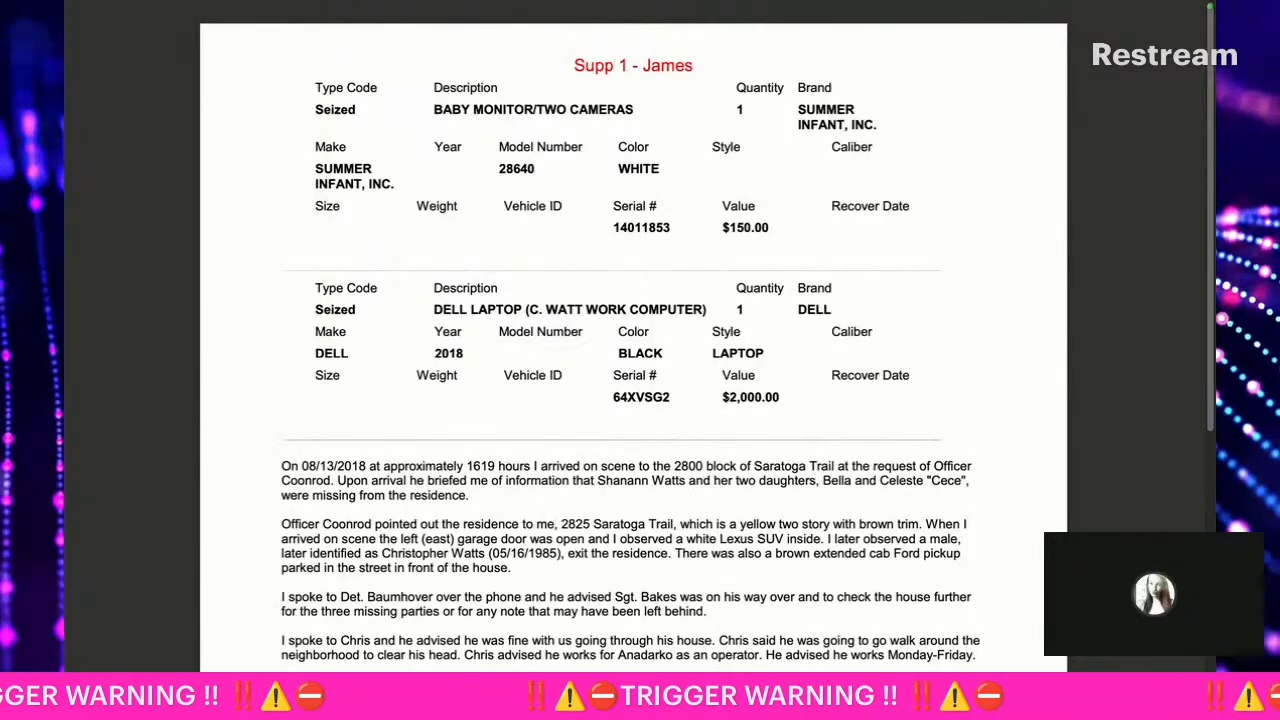 Restream
Supp 1 - James
Type Code Description Quantity Brand
Seized BABY MONITOR/TWO CAMERAS 1 SUMMER
INFANT, INC.
Make Year Model Number Color Style Caliber
SUMMER 28640 WHITE
INFANT, INC.
Size Weight Vehicle ID Serial # Value Recover Date
14011853 $150.00
Type Code Description Quantity Brand
Seized DELL LAPTOP (C. WATT WORK COMPUTER) 1 DELL
Make Year Model Number Color Style Caliber
DELL 2018 BLACK LAPTOP
Size Weight Vehicle ID Serial # Value Recover Date
64XVSG2 $2,000.00
On 08/13/2018 at approximately 1619 hours I arrived on scene to the 2800 block of Saratoga Trail at the request of Officer
Coonrod. Upon arrival he briefed me of information that Shanann Watts and her two daughters, Bella and Celeste "Cece",
were missing from the residence.
Officer Coonrod pointed out the residence to me, 2825 Saratoga Trail, which is a yellow two story with brown trim. When I
arrived on scene the left (east) garage door was open and I observed a white Lexus SUV inside. I later observed a male,
later identified as Christopher Watts (05/16/1985), exit the residence. There was also a brown extended cab Ford pickup
parked in the street in front of the house.
I spoke to Det. Baumhover over the phone and he advised Sgt. Bakes was on his way over and to check the house further
for the three missing parties or for any note that may have been left behind.
I spoke to Chris and he advised he was fine with us going through his house. Chris said he was going to go walk around the
neighborhood to clear his head. Chris advised he works for Anadarko as an operator. He advised he works Monday-Friday.
GGER WARNING !! ‼️⚠️⛔ ‼️⚠️⛔TRIGGER WARNING !! ‼️⚠️⛔ ‼️⚠️